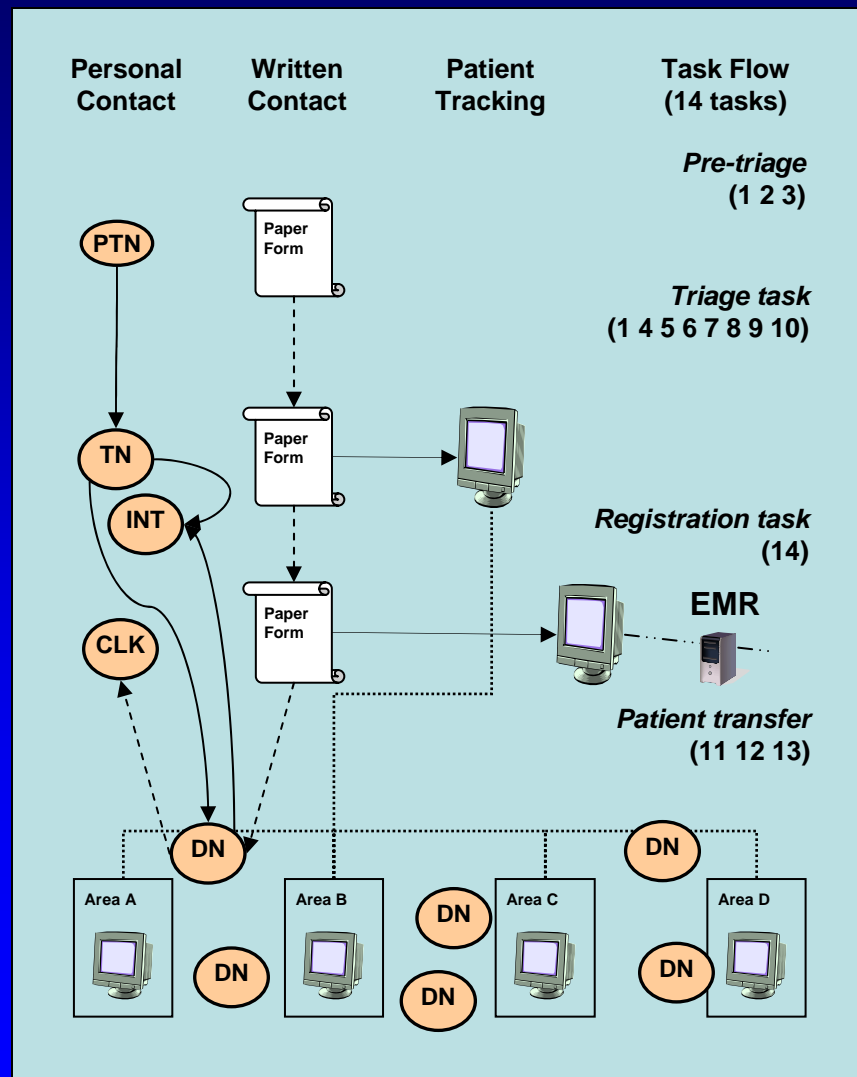 Personal
Contact
Written
Contact
Patient
Tracking
Task Flow
(14 tasks)
Pre-triage
(1 2 3)
PTN
Paper
Form
Triage task
(1 4 5 6 7 8 9 10)
TN
Paper
Form
INT
Registration task
(14)
CLK
Paper
Form
EMR
Patient transfer
(11 12 13)
DN
DN
Area A
Area B
Area C
Area D
DN
DN
DN
DN